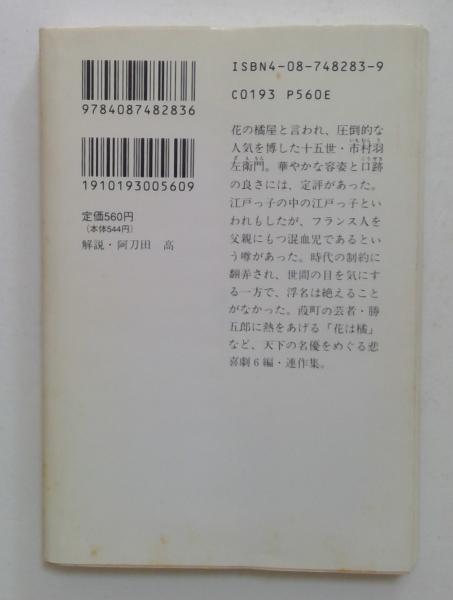 ISBN4-08-748283-9
C0193 P560E
9784087482836
1910193005609
定価560円
（本体544円）
解説・阿刀田 高
花の橘屋と言われ、圧倒的な
人気を博した十五世・市村羽
左衛門。華やかな容姿と口跡
の良さには、定評があった。
江戸っ子の中の江戸っ子とい
われもしたが、フランス人を
父親にもつ混血児であるとい
う噂があった。時代の制約に
翻弄され、世間の目を気にす
る一方で、浮名は絶えること
がなかった。葭町の芸者・勝
五郎に熱をあげる「花は橘」
など、天下の名優をめぐる悲
喜劇6編・連作集。